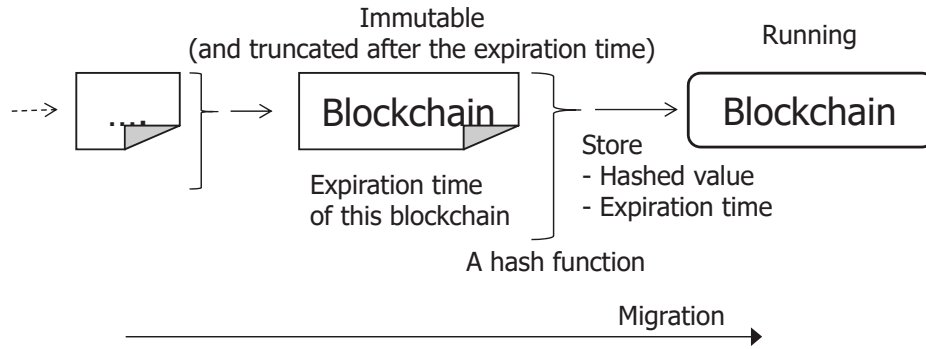 Immutable
(and truncated after the expiration time)
Running
....
Blockchain
Blockchain
Expiration time
of this blockchain
Store
- Hashed value
- Expiration time
A hash function
Migration